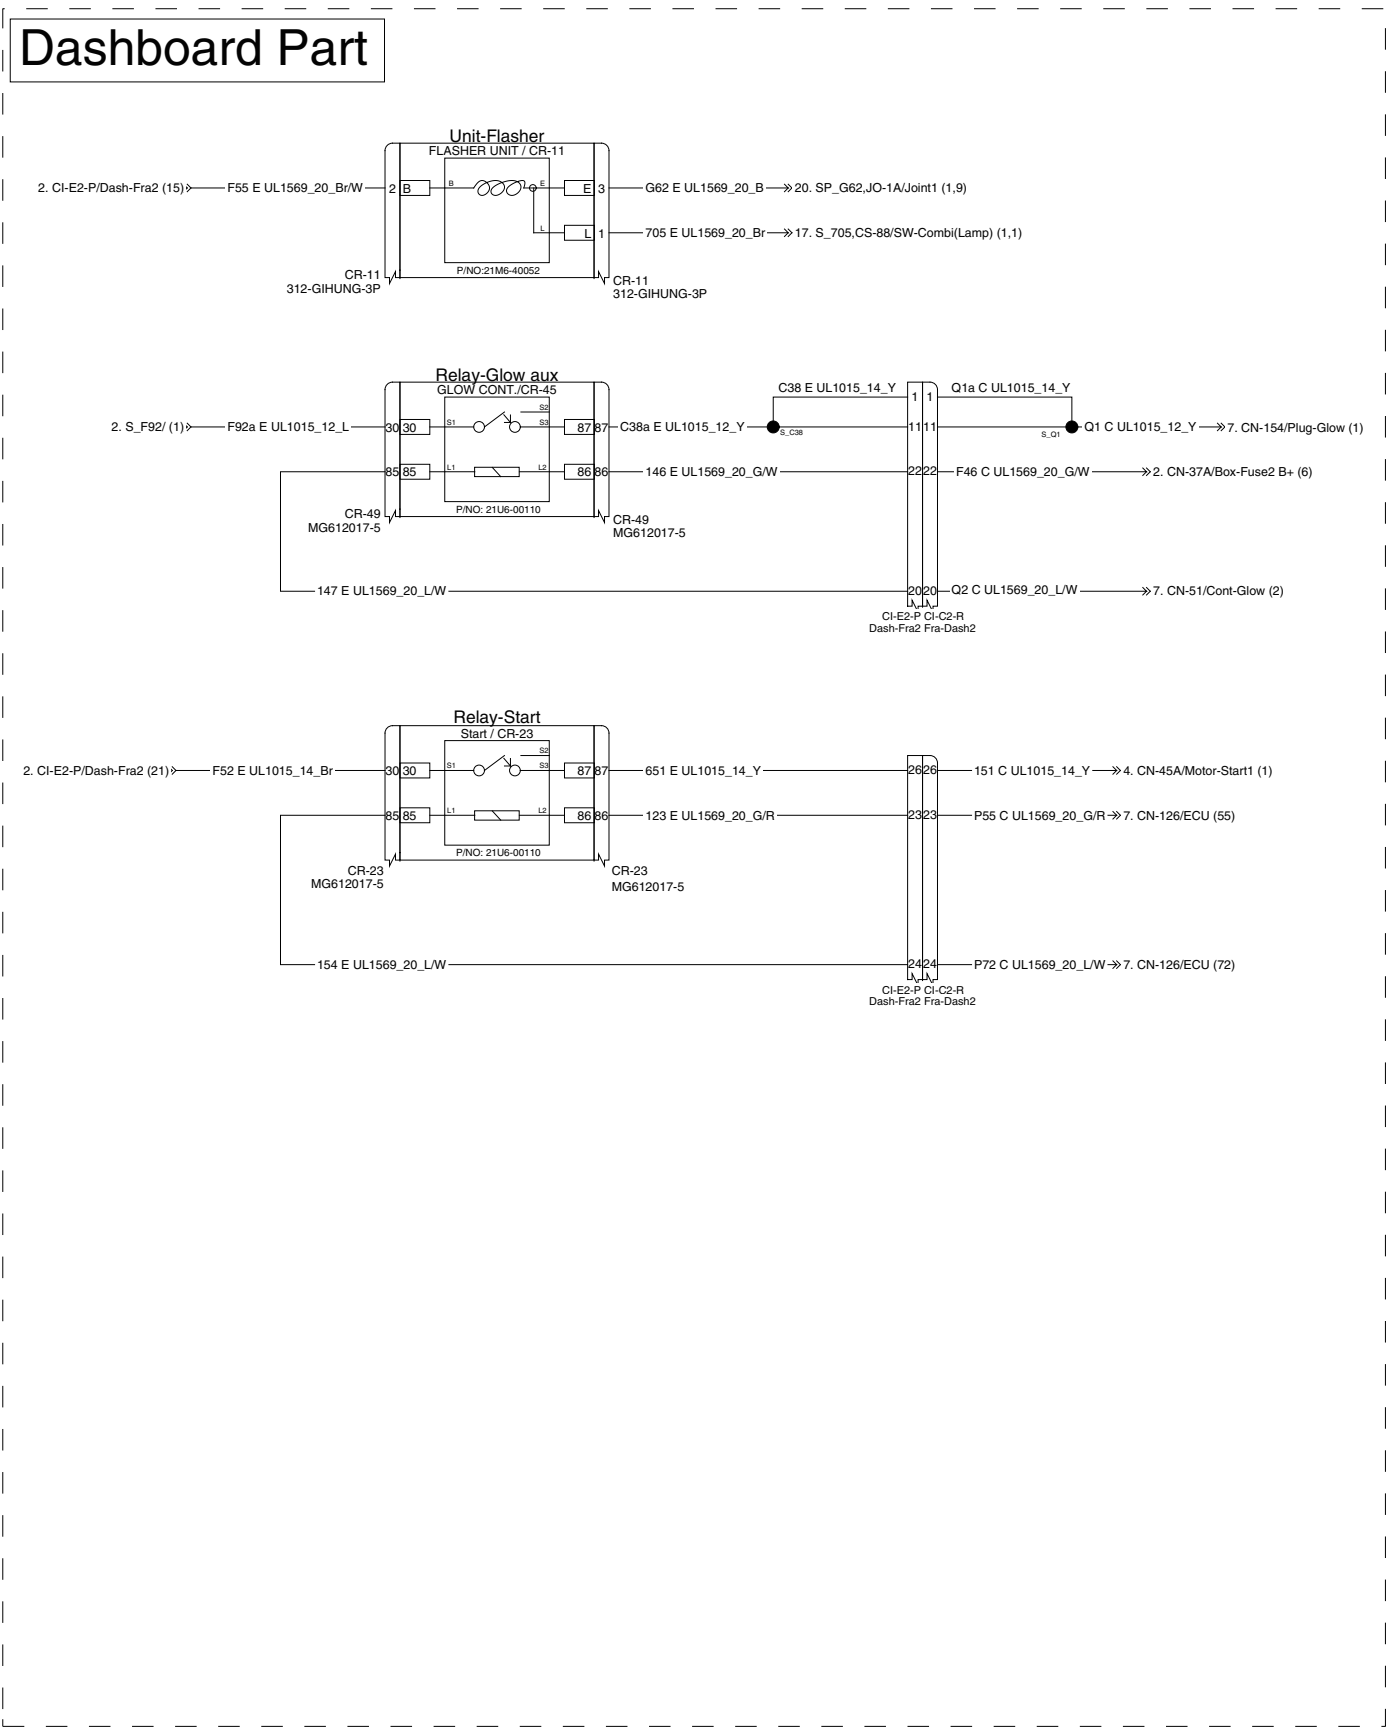 Dashboard Part
Unit-Flasher
FLASHER UNIT / CR-11
2. CI-E2-P/Dash-Fra2 (15) F55 E UL1569_20_Br/W 2 B B E E 3 G62 E UL1569_20_B 20. SP_G62,JO-1A/Joint1 (1,9)
L L 1 705 E UL1569_20_Br 17. S_705,CS-88/SW-Combi(Lamp) (1,1)
P/NO:21M6-40052
CR-11
312-GIHUNG-3P
CR-11
312-GIHUNG-3P
Relay-Glow aux
GLOW CONT./CR-45
C38 E UL1015_14_Y 1 1 Q1a C UL1015_14_Y
S2
2. S_F92/ (1) F92a E UL1015_12_L 30 30 S1 S3 87 87 C38a E UL1015_12_Y S_C38 11 11 S_Q1 Q1 C UL1015_12_Y 7. CN-154/Plug-Glow (1)
85 85 L1 L2 86 86 146 E UL1569_20_G/W 22 22 F46 C UL1569_20_G/W 2. CN-37A/Box-Fuse2 B+ (6)
P/NO: 21U6-00110
CR-49
MG612017-5
CR-49
MG612017-5
147 E UL1569_20_L/W 20 20 Q2 C UL1569_20_L/W 7. CN-51/Cont-Glow (2)
CI-E2-P CI-C2-R
Dash-Fra2 Fra-Dash2
Relay-Start
Start / CR-23
S2
2. CI-E2-P/Dash-Fra2 (21) F52 E UL1015_14_Br 30 30 S1 S3 87 87 651 E UL1015_14_Y 26 26 151 C UL1015_14_Y 4. CN-45A/Motor-Start1 (1)
85 85 L1 L2 86 86 123 E UL1569_20_G/R 23 23 P55 C UL1569_20_G/R 7. CN-126/ECU (55)
P/NO: 21U6-00110
CR-23
MG612017-5
CR-23
MG612017-5
154 E UL1569_20_L/W 24 24 P72 C UL1569_20_L/W 7. CN-126/ECU (72)
CI-E2-P CI-C2-R
Dash-Fra2 Fra-Dash2